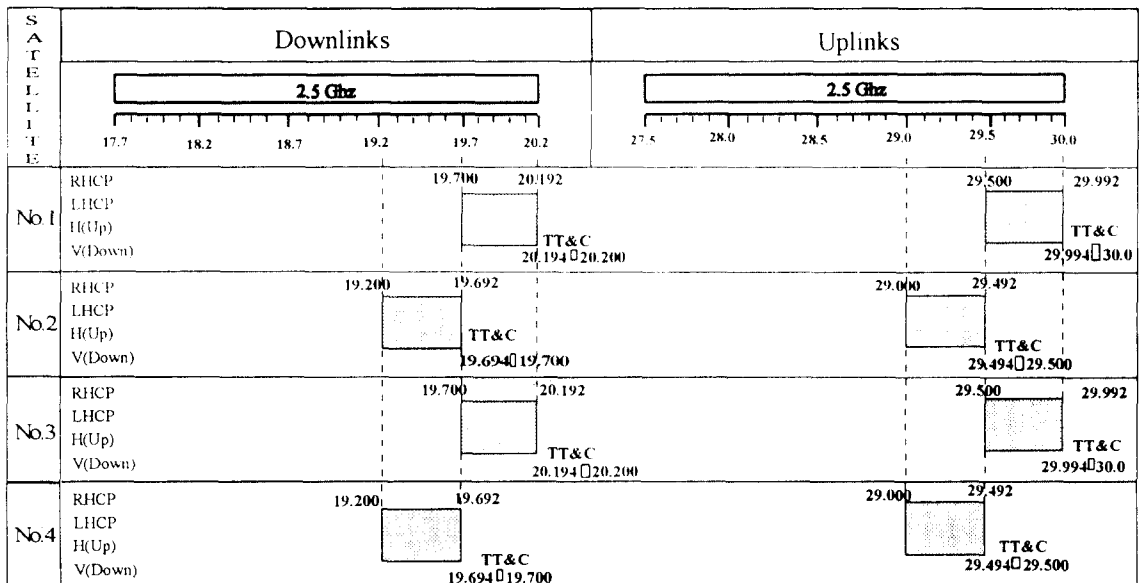 SATELLITE
Downlinks Uplinks
2.5 Ghz 2.5 Ghz
17.7 18.2 18.7 19.2 19.7 20.2 27.5 28.0 28.5 29.0 29.5 30.0
No.1
RHCP 19.700 20.192 29.500 29.992
LHCP
H(Up) TT&C TT&C
V(Down) 20.194 20.200 29.994 30.0
No.2
RHCP 19.200 19.692 29.000 29.492
LHCP
H(Up) TT&C TT&C
V(Down) 19.694 19.700 29.494 29.500
No.3
RHCP 19.700 20.192 29.500 29.992
LHCP
H(Up) TT&C TT&C
V(Down) 20.194 20.200 29.994 30.0
No.4
RHCP 19.200 19.692 29.000 29.492
LHCP
H(Up) TT&C TT&C
V(Down) 19.694 19.700 29.494 29.500